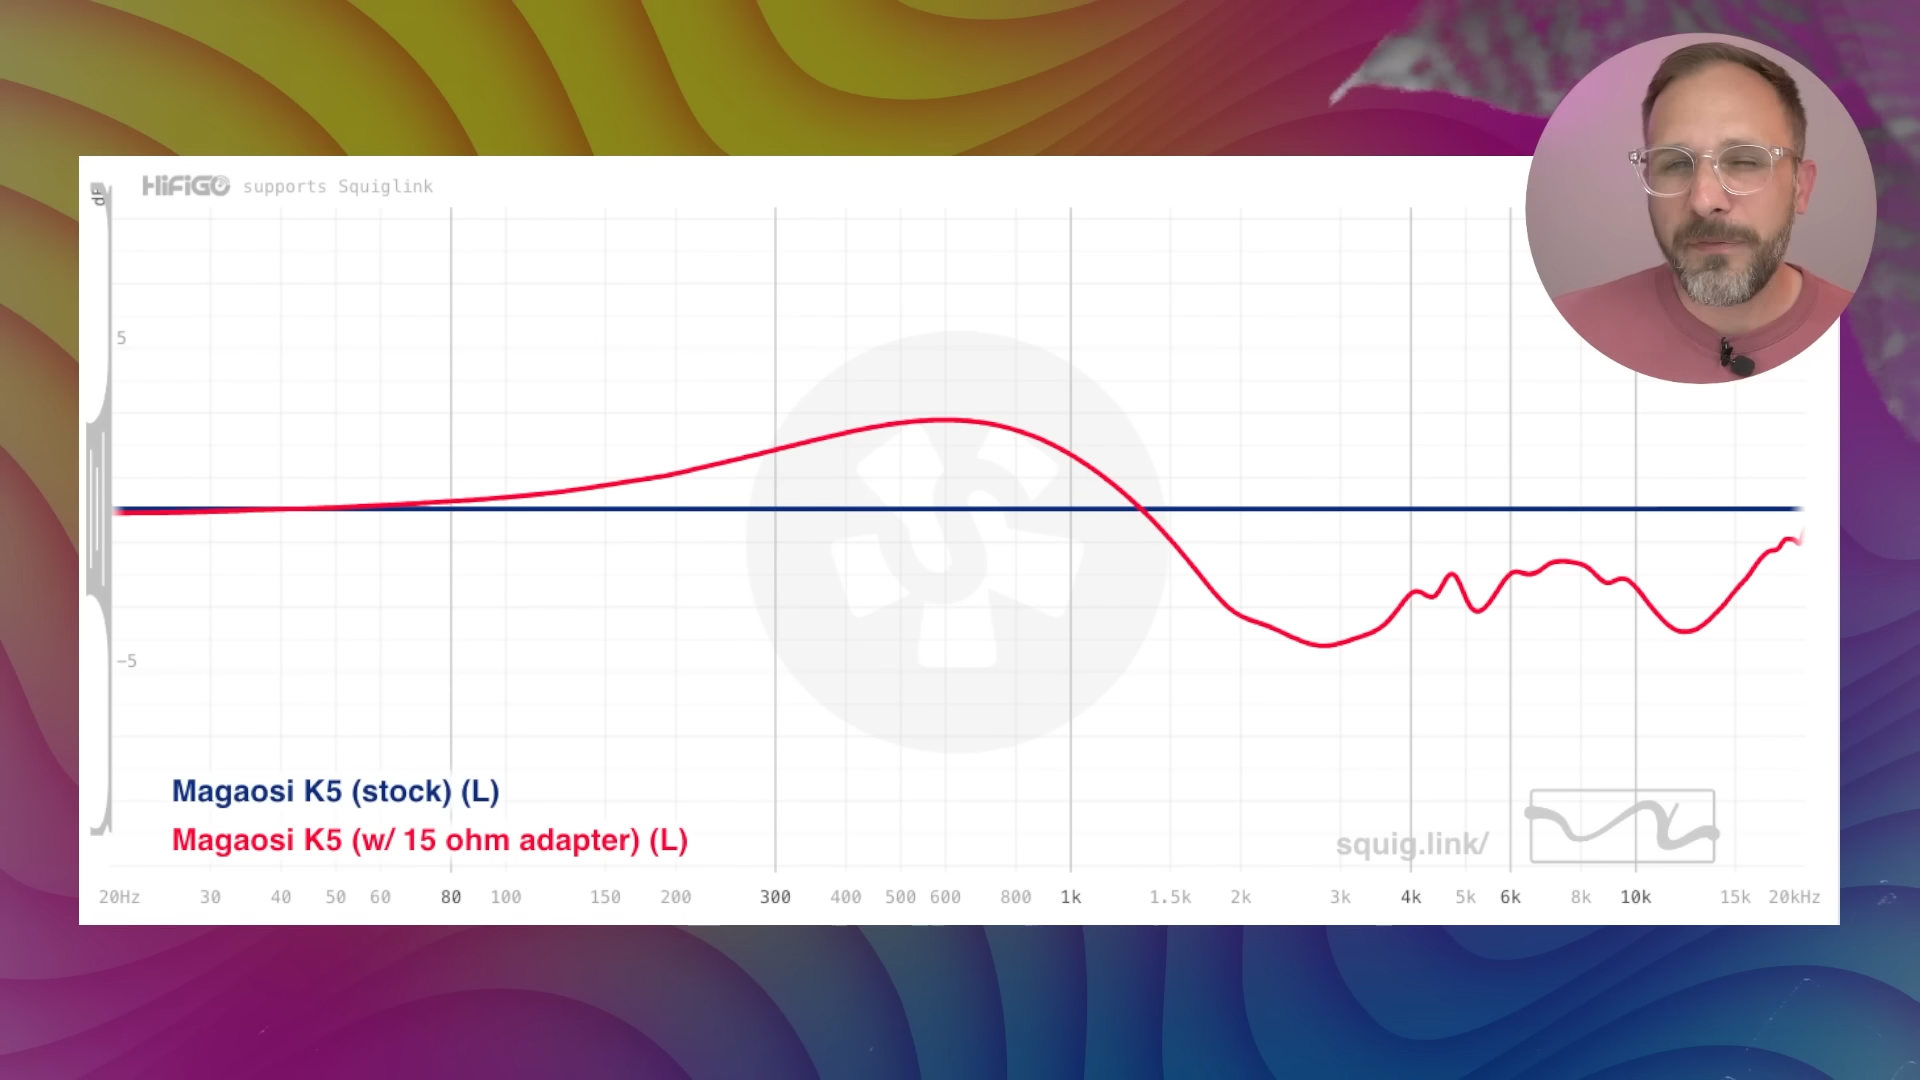 dB
HiFiGO supports Squiglink
5
-5
Magaosi K5 (stock) (L)
Magaosi K5 (w/ 15 ohm adapter) (L)
squig.link/
20Hz 30 40 50 60 80 100 150 200 300 400 500 600 800 1k 1.5k 2k 3k 4k 5k 6k 8k 10k 15k 20kHz